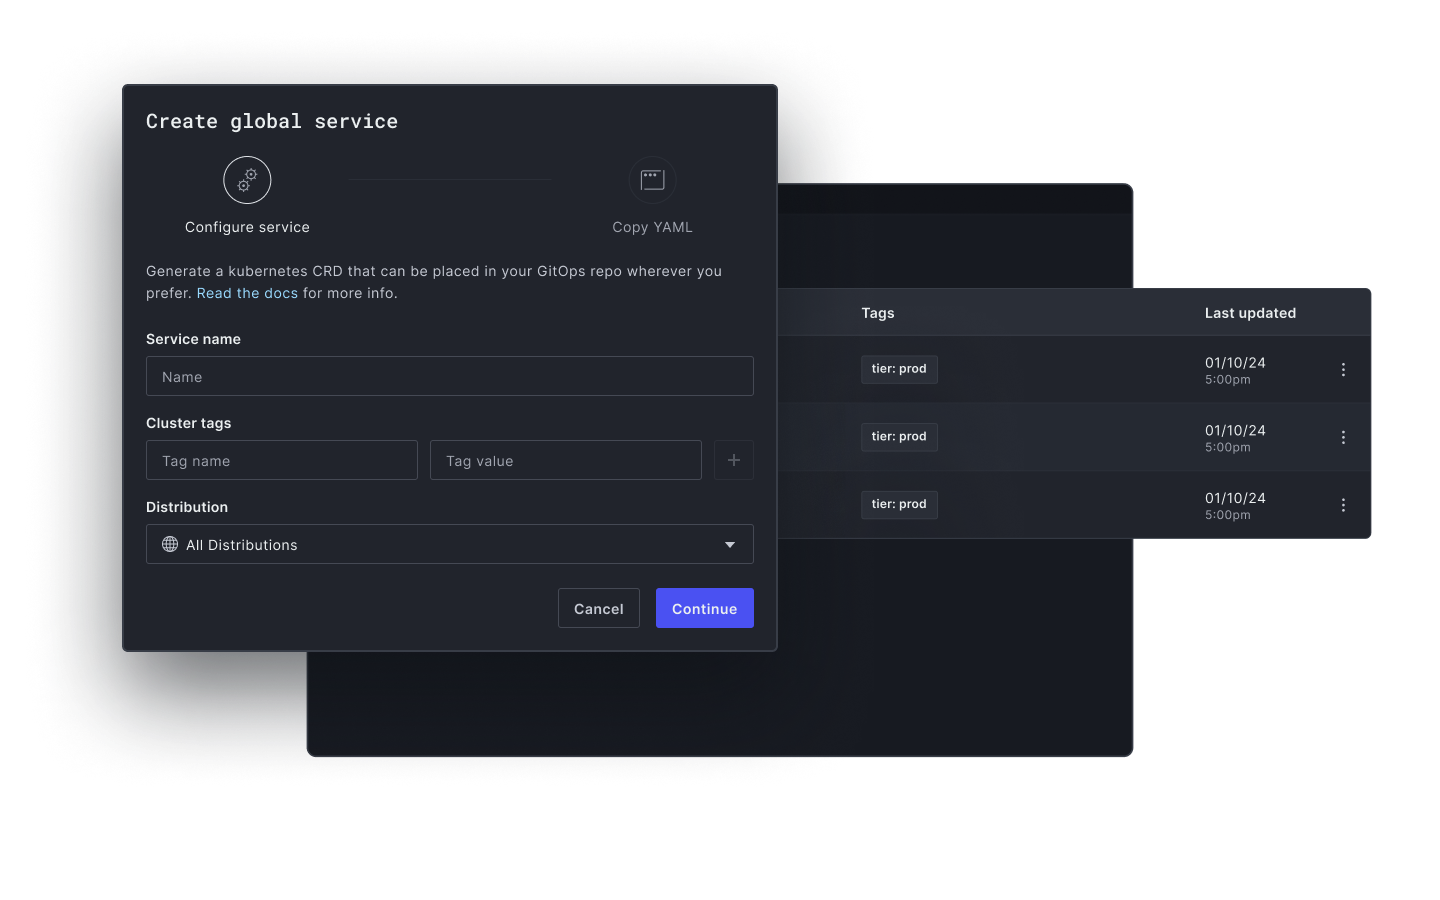 Create global service
Configure service
Copy YAML
Generate a kubernetes CRD that can be placed in your GitOps repo wherever you
prefer. Read the docs for more info.
Service name
Name
Cluster tags
Tag name
Tag value
Distribution
All Distributions
Cancel
Continue
Tags
Last updated
tier: prod
01/10/24
5:00pm
tier: prod
01/10/24
5:00pm
tier: prod
01/10/24
5:00pm